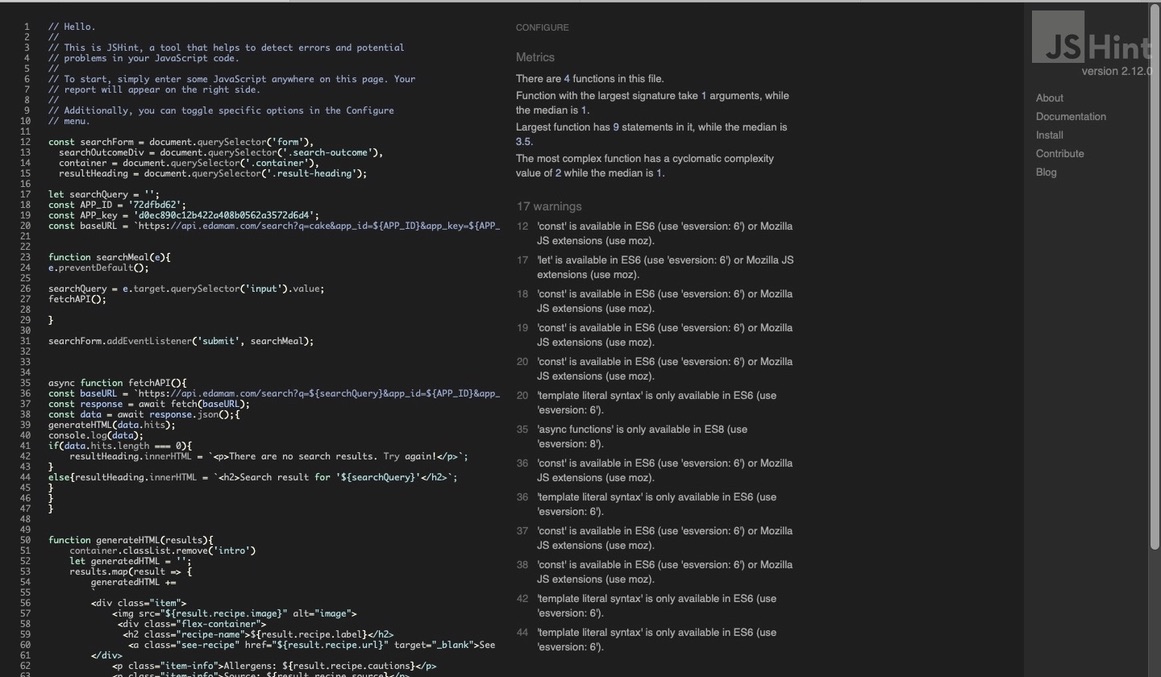 1 // Hello.
2 //
3 // This is JSHint, a tool that helps to detect errors and potential
4 // problems in your JavaScript code.
5 //
6 // To start, simply enter some JavaScript anywhere on this page. Your
7 // report will appear on the right side.
8 //
9 // Additionally, you can toggle specific options in the Configure
10 // menu.
11
12 const searchForm = document.querySelector('form'),
13 searchOutcomeDiv = document.querySelector('.search-outcome'),
14 container = document.querySelector('.container'),
15 resultHeading = document.querySelector('.result-heading');
16
17 let searchQuery = '';
18 const APP_ID = '72dfbd62';
19 const APP_key = 'd0ec890c12b422a408b0562a3572d6d4';
20 const baseURL = `https://api.edamam.com/search?q=cake&app_id=${APP_ID}&app_key=${APP_
21
22
23 function searchMeal(e){
24 e.preventDefault();
25
26 searchQuery = e.target.querySelector('input').value;
27 fetchAPI();
28
29 }
30
31 searchForm.addEventListener('submit', searchMeal);
32
33
34
35 async function fetchAPI(){
36 const baseURL = `https://api.edamam.com/search?q=${searchQuery}&app_id=${APP_ID}&app_
37 const response = await fetch(baseURL);
38 const data = await response.json();{
39 generateHTML(data.hits);
40 console.log(data);
41 if(data.hits.length === 0){
42 resultHeading.innerHTML = `<p>There are no search results. Try again!</p>`;
43 }
44 else{resultHeading.innerHTML = `<h2>Search result for '${searchQuery}'</h2>`;
45 }
46 }
47 }
48
49
50 function generateHTML(results){
51 container.classList.remove('intro')
52 let generatedHTML = '';
53 results.map(result => {
54 generatedHTML +=
55 `
56 <div class="item">
57 <img src="${result.recipe.image}" alt="image">
58 <div class="flex-container">
59 <h2 class="recipe-name">${result.recipe.label}</h2>
60 <a class="see-recipe" href="${result.recipe.url}" target="_blank">See
61 </div>
62 <p class="item-info">Allergens: ${result.recipe.cautions}</p>
63 <p class="item-info">Source: ${result.recipe.source}</p>
CONFIGURE
Metrics
There are 4 functions in this file.
Function with the largest signature take 1 arguments, while
the median is 1.
Largest function has 9 statements in it, while the median is
3.5.
The most complex function has a cyclomatic complexity
value of 2 while the median is 1.
17 warnings
12 'const' is available in ES6 (use 'esversion: 6') or Mozilla
JS extensions (use moz).
17 'let' is available in ES6 (use 'esversion: 6') or Mozilla JS
extensions (use moz).
18 'const' is available in ES6 (use 'esversion: 6') or Mozilla
JS extensions (use moz).
19 'const' is available in ES6 (use 'esversion: 6') or Mozilla
JS extensions (use moz).
20 'const' is available in ES6 (use 'esversion: 6') or Mozilla
JS extensions (use moz).
20 'template literal syntax' is only available in ES6 (use
'esversion: 6').
35 'async functions' is only available in ES8 (use
'esversion: 8').
36 'const' is available in ES6 (use 'esversion: 6') or Mozilla
JS extensions (use moz).
36 'template literal syntax' is only available in ES6 (use
'esversion: 6').
37 'const' is available in ES6 (use 'esversion: 6') or Mozilla
JS extensions (use moz).
38 'const' is available in ES6 (use 'esversion: 6') or Mozilla
JS extensions (use moz).
42 'template literal syntax' is only available in ES6 (use
'esversion: 6').
44 'template literal syntax' is only available in ES6 (use
'esversion: 6').
JSHint
version 2.12.0
About
Documentation
Install
Contribute
Blog